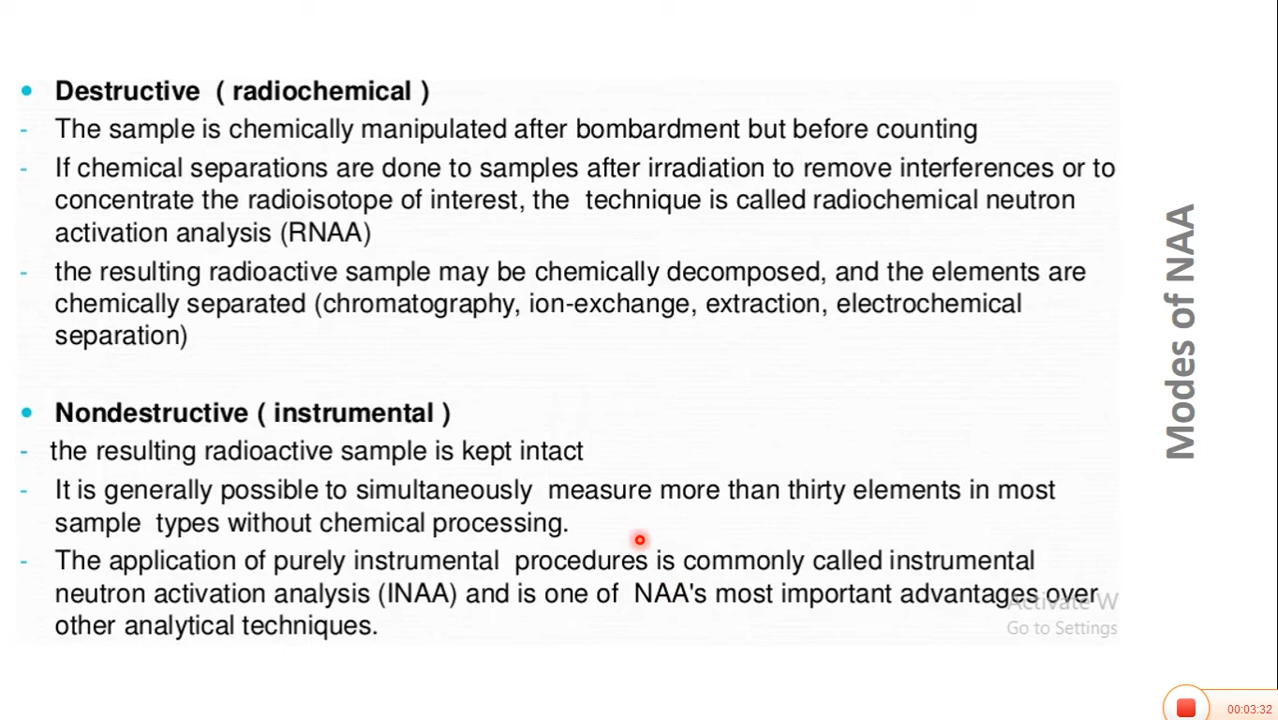 • Destructive ( radiochemical )
- The sample is chemically manipulated after bombardment but before counting
- If chemical separations are done to samples after irradiation to remove interferences or to
concentrate the radioisotope of interest, the technique is called radiochemical neutron
activation analysis (RNAA)
- the resulting radioactive sample may be chemically decomposed, and the elements are
chemically separated (chromatography, ion-exchange, extraction, electrochemical
separation)
• Nondestructive ( instrumental )
- the resulting radioactive sample is kept intact
- It is generally possible to simultaneously measure more than thirty elements in most
sample types without chemical processing.
- The application of purely instrumental procedures is commonly called instrumental
neutron activation analysis (INAA) and is one of NAA's most important advantages over
other analytical techniques.
Modes of NAA
Activate W
Go to Settings
00:03:32